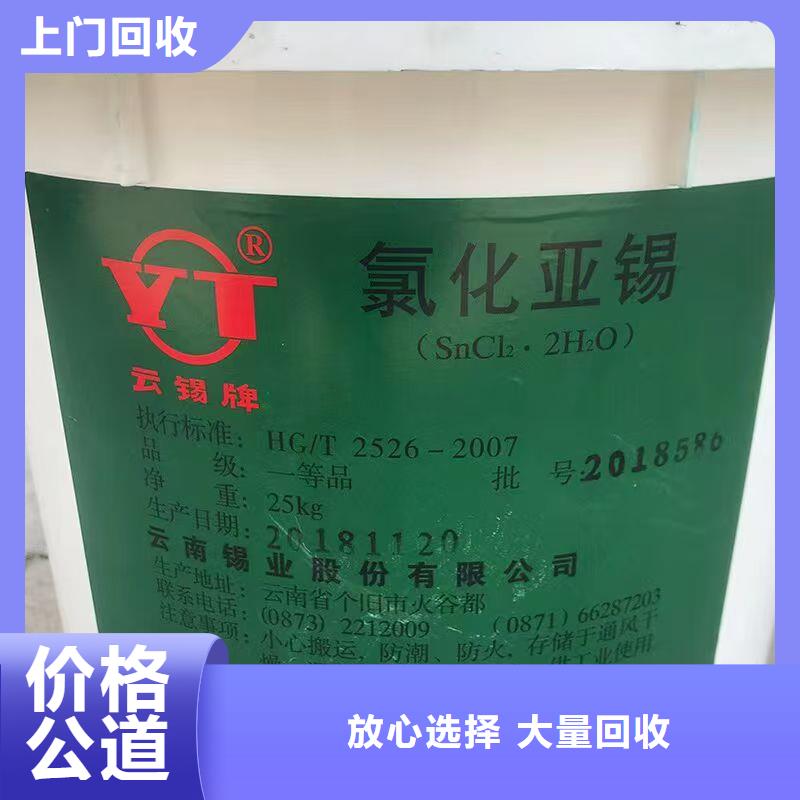 上门回收
YT®
云锡牌
氯化亚锡
(SnCl₂·2H₂O)
执行标准: HG/T 2526-2007
品 级: 一等品 批 号: 2018586
净 重: 25kg
生产日期: 20181120
云南锡业股份有限公司
生产地址: 云南省个旧市火谷都
联系电话: (0873) 2212009 (0871) 66287203
注意事项: 小心搬运,防潮、防火,存储于通风干
供工业使用
价格
公道
放心选择 大量回收